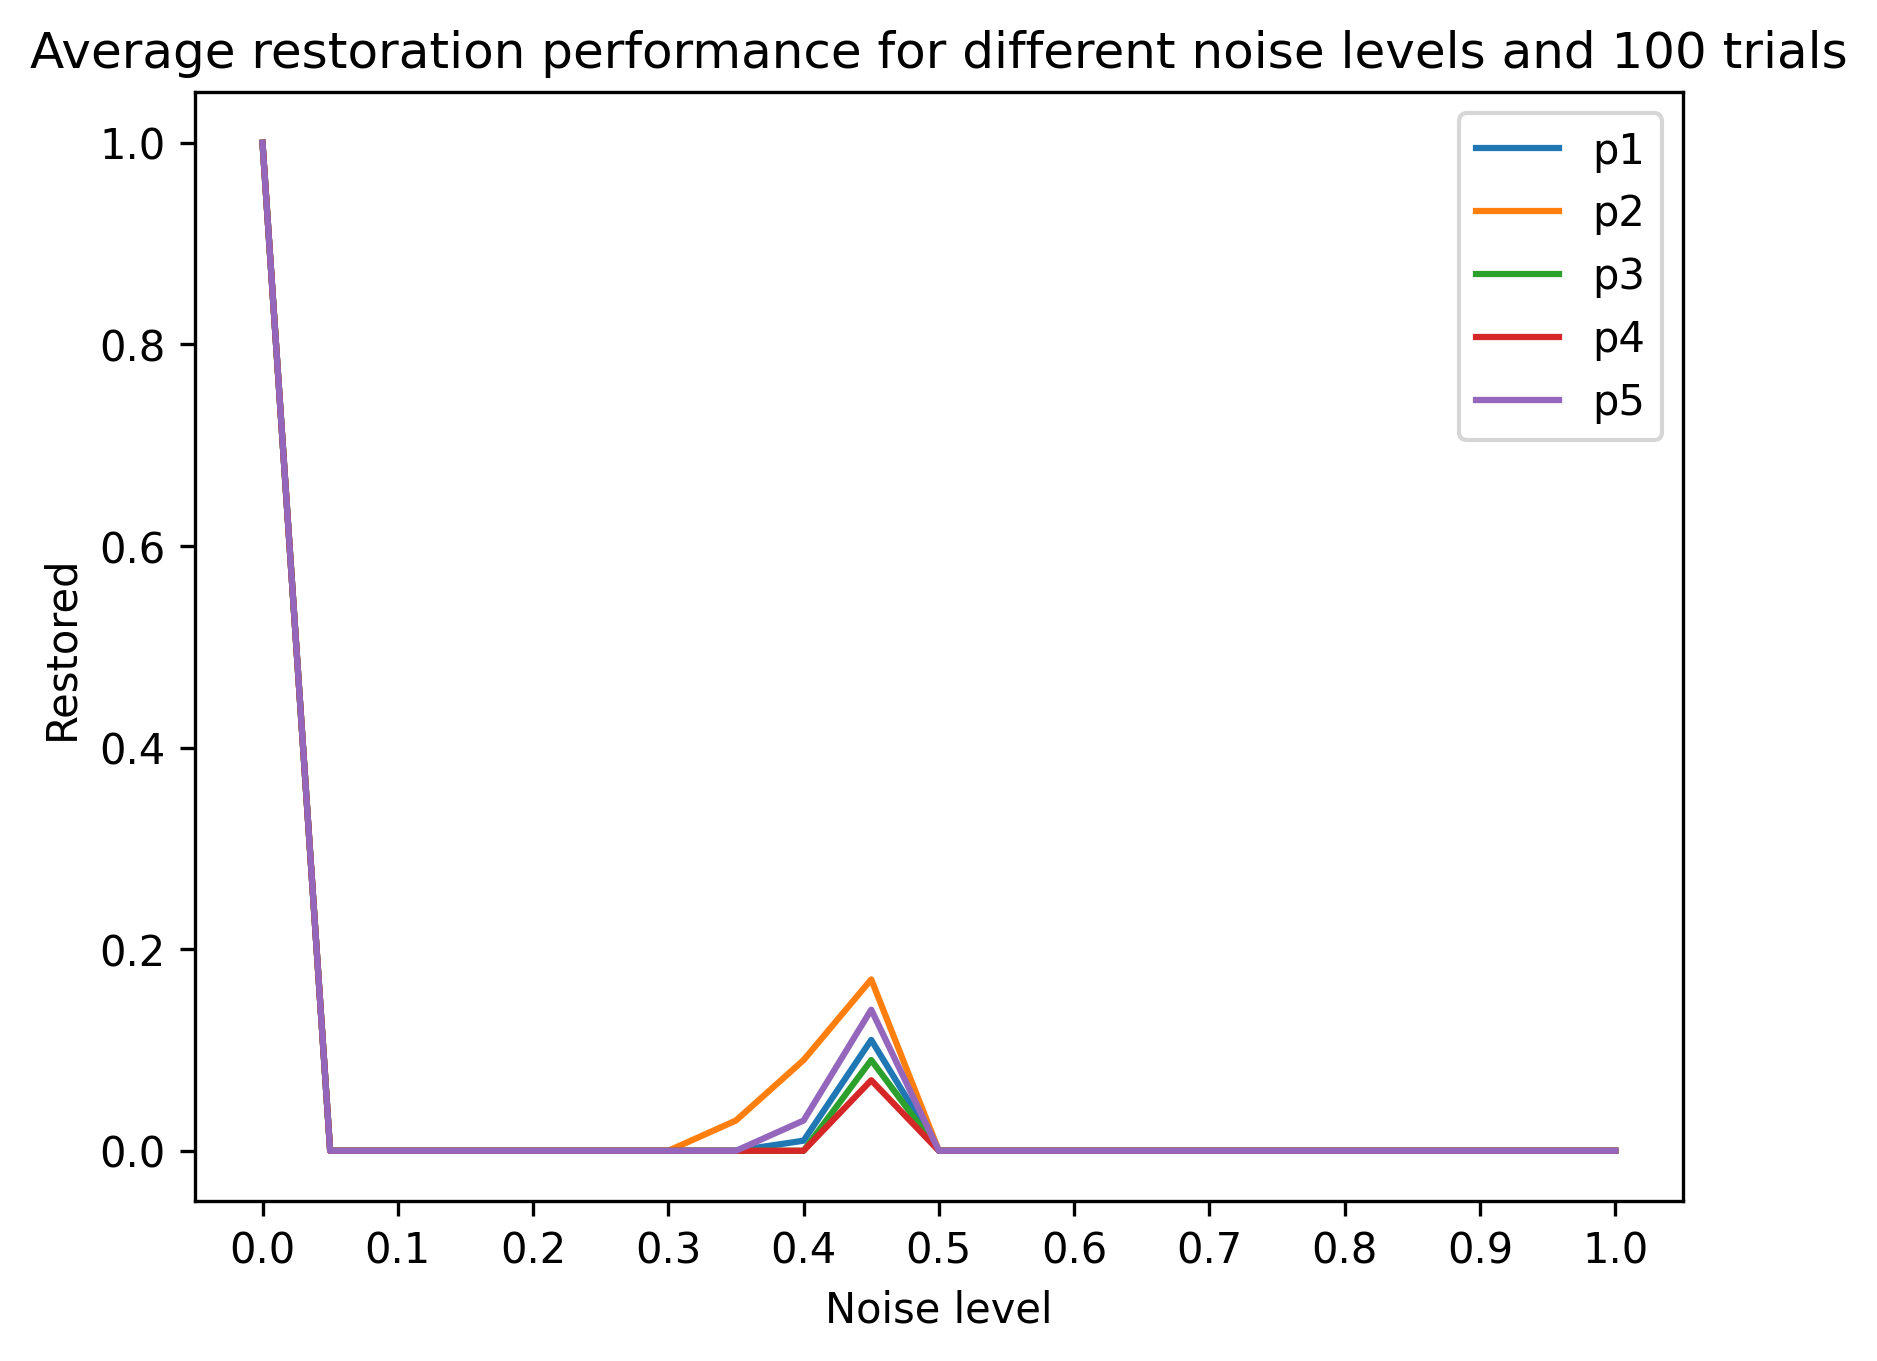 Average restoration performance for different noise levels and 100 trials
p1
p2
p3
p4
p5
1.0
0.8
0.6
0.4
0.2
0.0
Restored
0.0 0.1 0.2 0.3 0.4 0.5 0.6 0.7 0.8 0.9 1.0
Noise level